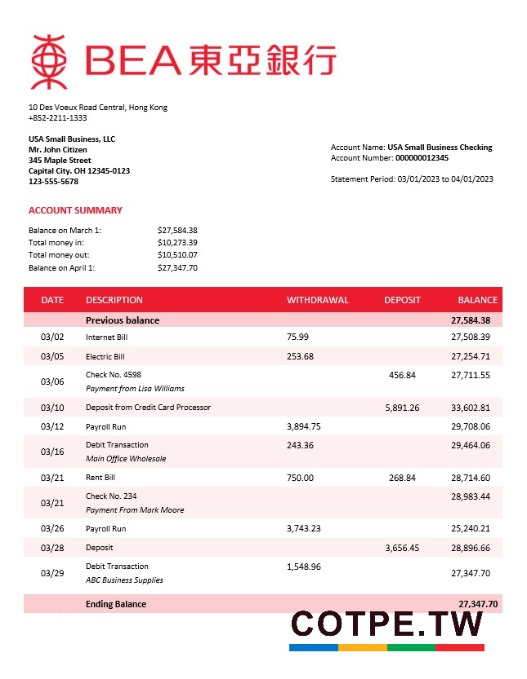 BEA 東亞銀行
10 Des Voeux Road Central, Hong Kong
+852-2211-1333
USA Small Business, LLC
Mr. John Citizen
345 Maple Street
Capital City. OH 12345-0123
123-555-5678
Account Name: USA Small Business Checking
Account Number: 000000012345
Statement Period: 03/01/2023 to 04/01/2023
ACCOUNT SUMMARY
Balance on March 1: $27,584.38
Total money in: $10,273.39
Total money out: $10,510.07
Balance on April 1: $27,347.70
DATE DESCRIPTION WITHDRAWAL DEPOSIT BALANCE
Previous balance 27,584.38
03/02 Internet Bill 75.99 27,508.39
03/05 Electric Bill 253.68 27,254.71
03/06 Check No. 4598 456.84 27,711.55
Payment from Lisa Williams
03/10 Deposit from Credit Card Processor 5,891.26 33,602.81
03/12 Payroll Run 3,894.75 29,708.06
03/16 Debit Transaction 243.36 29,464.06
Main Office Wholesale
03/21 Rent Bill 750.00 268.84 28,714.60
03/21 Check No. 234 28,983.44
Payment From Mark Moore
03/26 Payroll Run 3,743.23 25,240.21
03/28 Deposit 3,656.45 28,896.66
03/29 Debit Transaction 1,548.96 27,347.70
ABC Business Supplies
Ending Balance 27,347.70
COTPE.TW